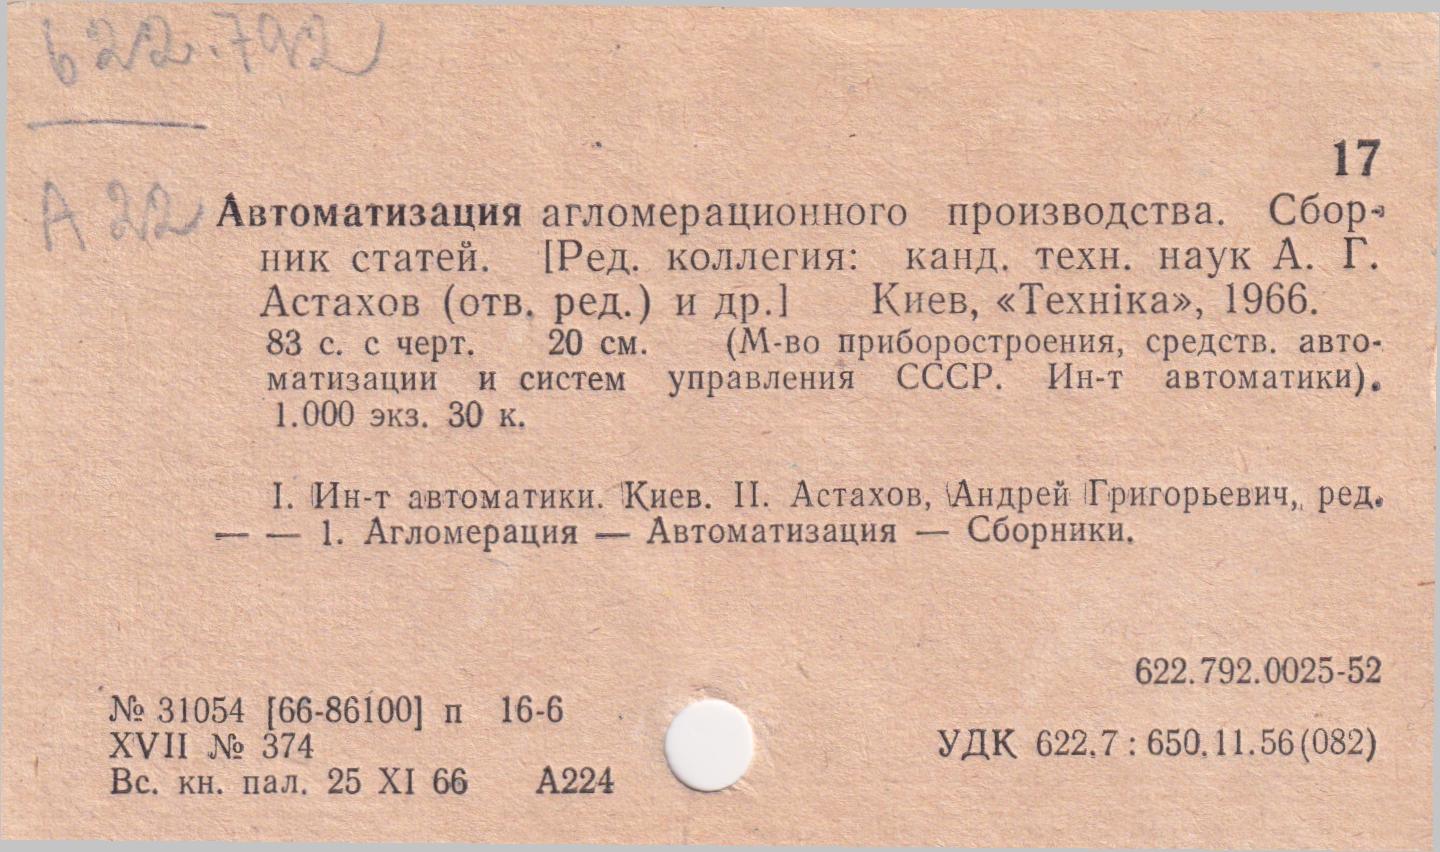 622.792
А 22
17
Автоматизация агломерационного производства. Сбор-
ник статей. [Ред. коллегия: канд. техн. наук А. Г.
Астахов (отв. ред.) и др.] Киев, «Техніка», 1966.
83 с. с черт. 20 см. (М-во приборостроения, средств. авто-
матизации и систем управления СССР. Ин-т автоматики).
1.000 экз. 30 к.
I. Ин-т автоматики. Киев. II. Астахов, Андрей Григорьевич, ред.
— — 1. Агломерация — Автоматизация — Сборники.
622.792.0025-52
№ 31054 [66-86100] п 16-6
XVII № 374
УДК 622.7 : 650.11.56(082)
Вс. кн. пал. 25 XI 66 А224